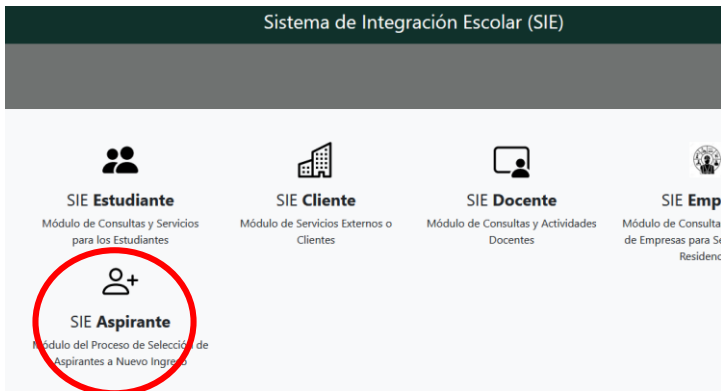 Sistema de Integración Escolar (SIE)
SIE Estudiante
Módulo de Consultas y Servicios
para los Estudiantes
SIE Cliente
Módulo de Servicios Externos o
Clientes
SIE Docente
Módulo de Consultas y Actividades
Docentes
SIE Emp
Módulo de Consulta
de Empresas para Se
Residenc
SIE Aspirante
Módulo del Proceso de Selección de
Aspirantes a Nuevo Ingreso